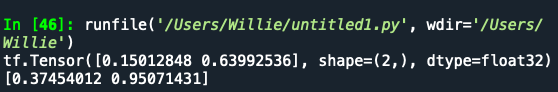 In [46]: runfile('/Users/Willie/untitled1.py', wdir='/Users/
Willie')
tf.Tensor([0.15012848 0.63992536], shape=(2,), dtype=float32)
[0.37454012 0.95071431]